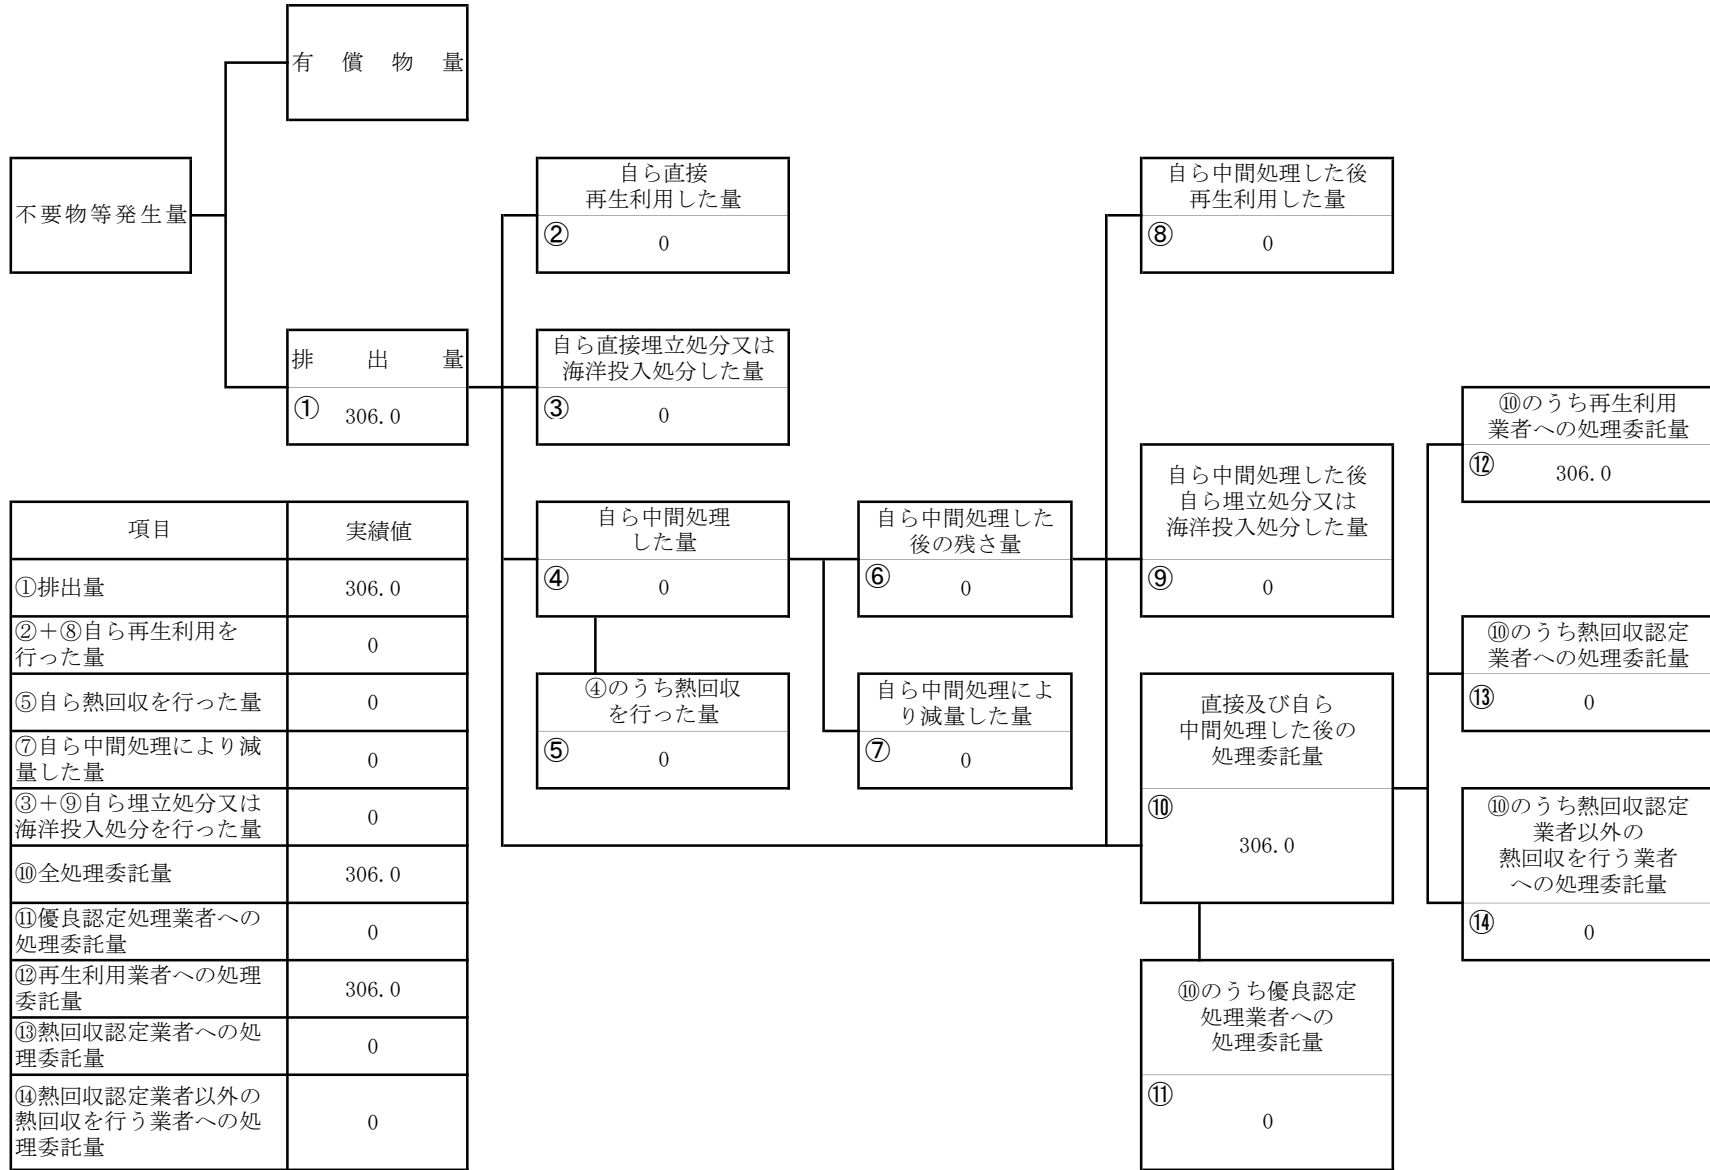 有償物量
不要物等発生量
排出量
① 306.0
自ら直接
再生利用した量
② 0
自ら直接埋立処分又は
海洋投入処分した量
③ 0
自ら中間処理
した量
④ 0
④のうち熱回収
を行った量
⑤ 0
自ら中間処理した
後の残さ量
⑥ 0
自ら中間処理によ
り減量した量
⑦ 0
自ら中間処理した後
再生利用した量
⑧ 0
自ら中間処理した後
自ら埋立処分又は
海洋投入処分した量
⑨ 0
直接及び自ら
中間処理した後の
処理委託量
⑩
306.0
⑩のうち優良認定
処理業者への
処理委託量
⑪
0
⑩のうち再生利用
業者への処理委託量
⑫ 306.0
⑩のうち熱回収認定
業者への処理委託量
⑬ 0
⑩のうち熱回収認定
業者以外の
熱回収を行う業者
への処理委託量
⑭ 0
項目 実績値
①排出量 306.0
②+⑧自ら再生利用を
行った量 0
⑤自ら熱回収を行った量 0
⑦自ら中間処理により減
量した量 0
③+⑨自ら埋立処分又は
海洋投入処分を行った量 0
⑩全処理委託量 306.0
⑪優良認定処理業者への
処理委託量 0
⑫再生利用業者への処理
委託量 306.0
⑬熱回収認定業者への処
理委託量 0
⑭熱回収認定業者以外の
熱回収を行う業者への処
理委託量 0